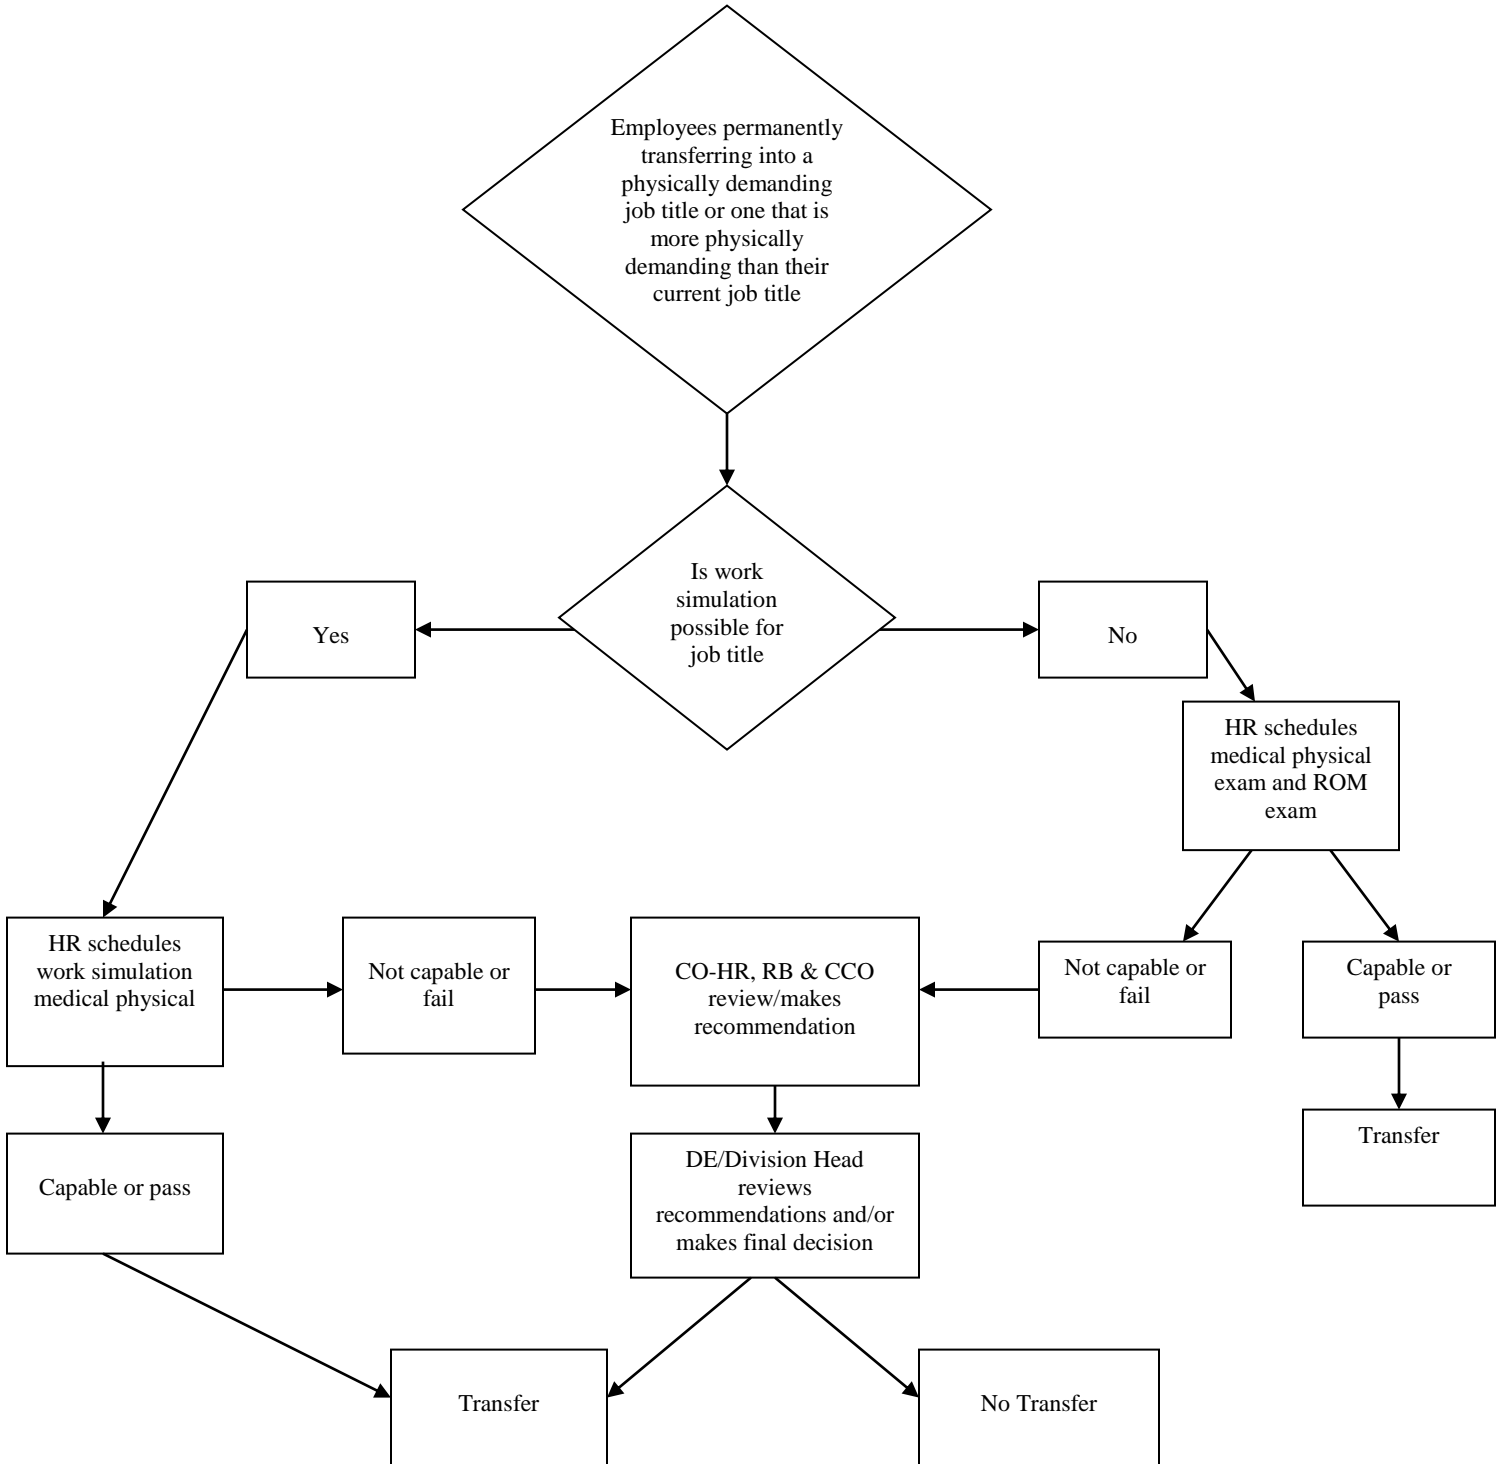 Employees permanently
transferring into a
physically demanding
job title or one that is
more physically
demanding than their
current job title
Is work
simulation
possible for
job title
Yes
No
HR schedules
medical physical
exam and ROM
exam
HR schedules
work simulation
medical physical
Not capable or
fail
CO-HR, RB & CCO
review/makes
recommendation
Not capable or
fail
Capable or
pass
Capable or pass
DE/Division Head
reviews
recommendations and/or
makes final decision
Transfer
Transfer
No Transfer